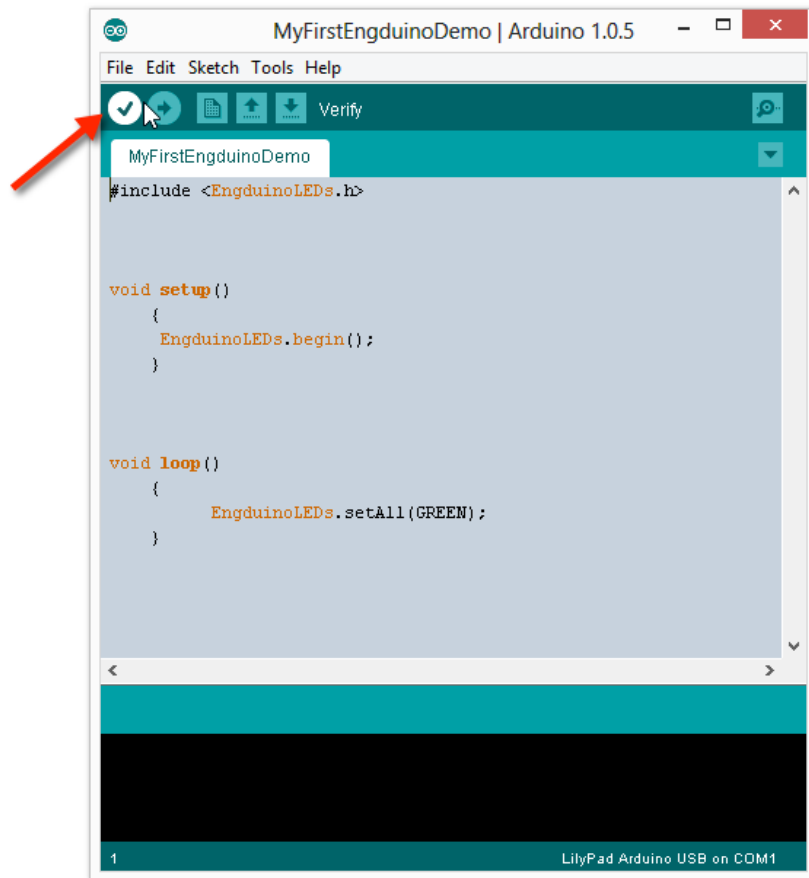 MyFirstEngduinoDemo | Arduino 1.0.5
File Edit Sketch Tools Help
Verify
MyFirstEngduinoDemo
#include <EngduinoLEDs.h>
void setup()
{
EngduinoLEDs.begin();
}
void loop()
{
EngduinoLEDs.setAll(GREEN);
}
1 LilyPad Arduino USB on COM1